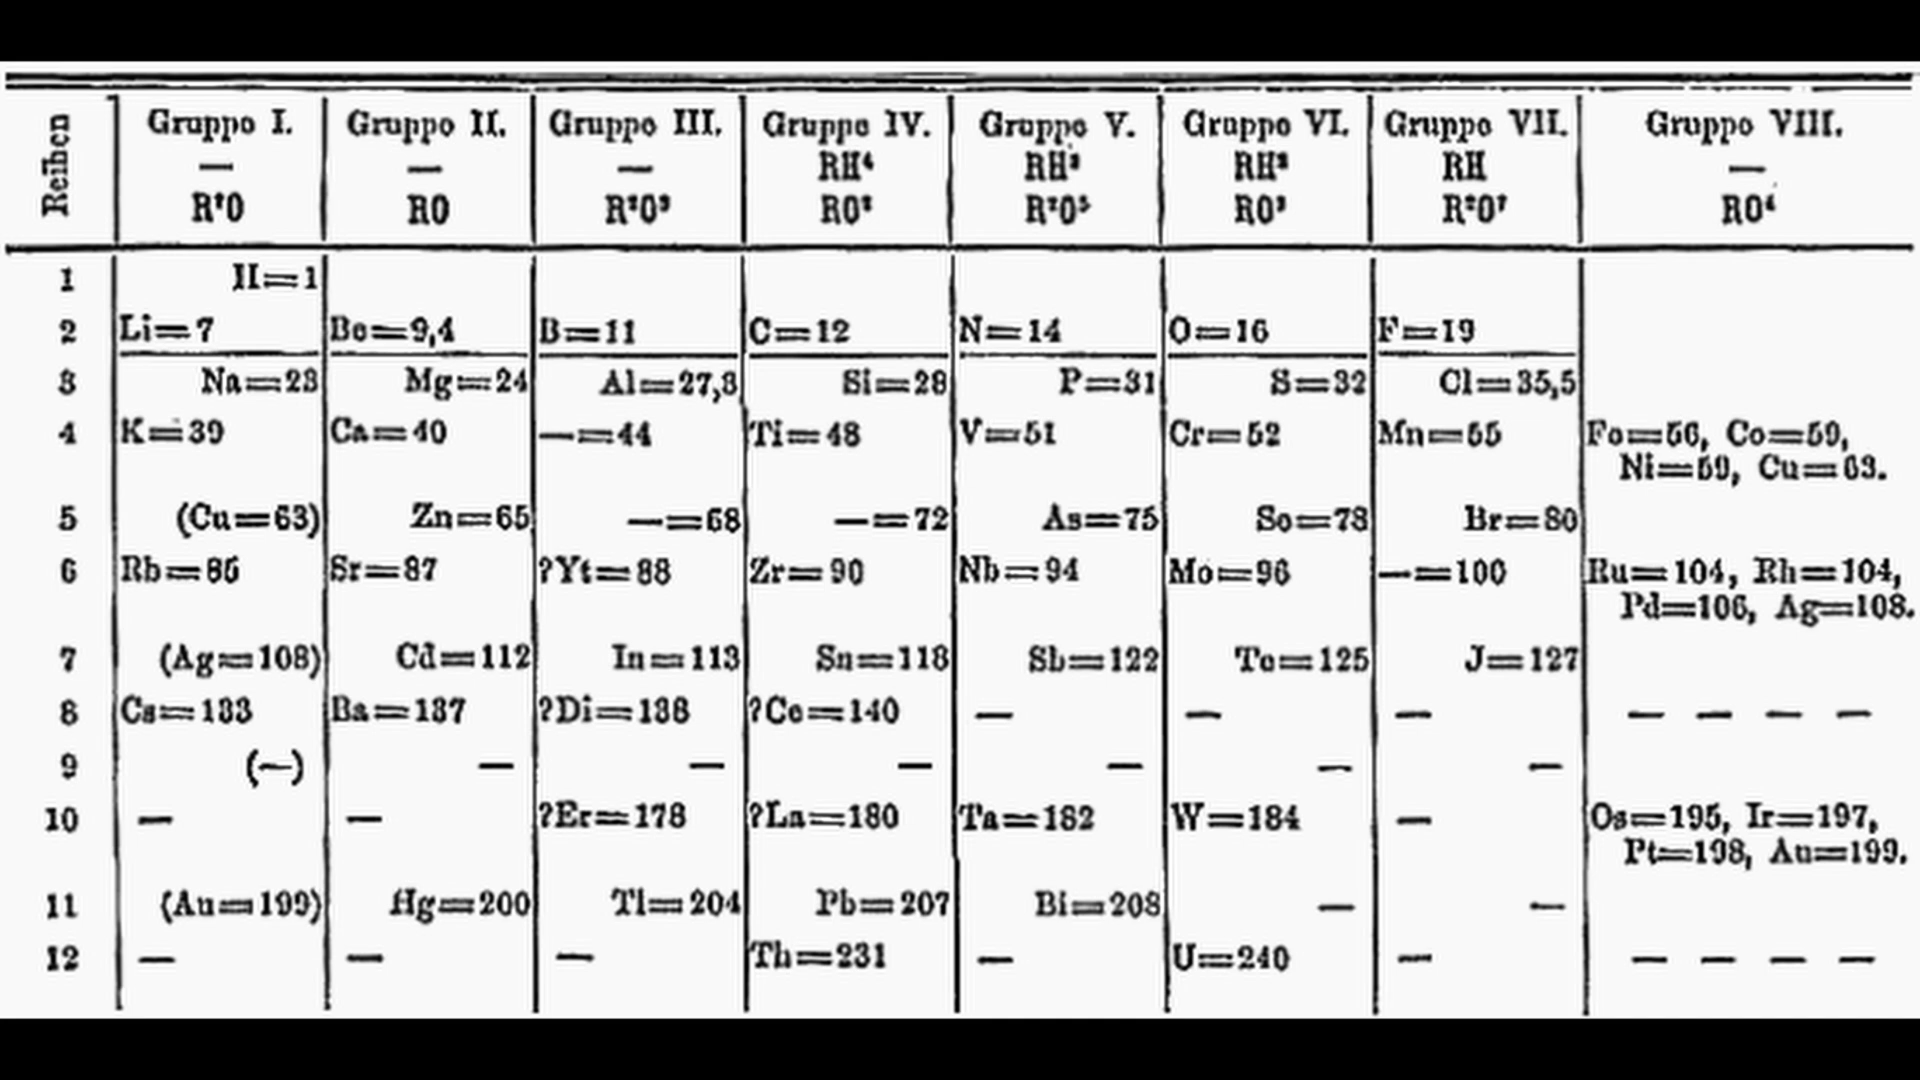 Reihen Gruppe I. Gruppe II. Gruppe III. Gruppe IV. Gruppe V. Gruppe VI. Gruppe VII. Gruppe VIII.
— — — RH⁴ RH³ RH² RH —
R²O RO R²O³ RO² R²O⁵ RO³ R²O⁷ RO⁴
1 H=1
2 Li=7 Be=9,4 B=11 C=12 N=14 O=16 F=19
3 Na=23 Mg=24 Al=27,3 Si=28 P=31 S=32 Cl=35,5
4 K=39 Ca=40 —=44 Ti=48 V=51 Cr=52 Mn=55 Fe=56, Co=59,
Ni=59, Cu=63.
5 (Cu=63) Zn=65 —=68 —=72 As=75 Se=78 Br=80
6 Rb=85 Sr=87 ?Yt=88 Zr=90 Nb=94 Mo=96 —=100 Ru=104, Rh=104,
Pd=106, Ag=108.
7 (Ag=108) Cd=112 In=113 Sn=118 Sb=122 Te=125 J=127
8 Cs=133 Ba=137 ?Di=138 ?Ce=140 — — — — — — —
9 (—) — — — — — —
10 — — ?Er=178 ?La=180 Ta=182 W=184 — Os=195, Ir=197,
Pt=198, Au=199.
11 (Au=199) Hg=200 Tl=204 Pb=207 Bi=208 — —
12 — — — Th=231 — U=240 — — — — —